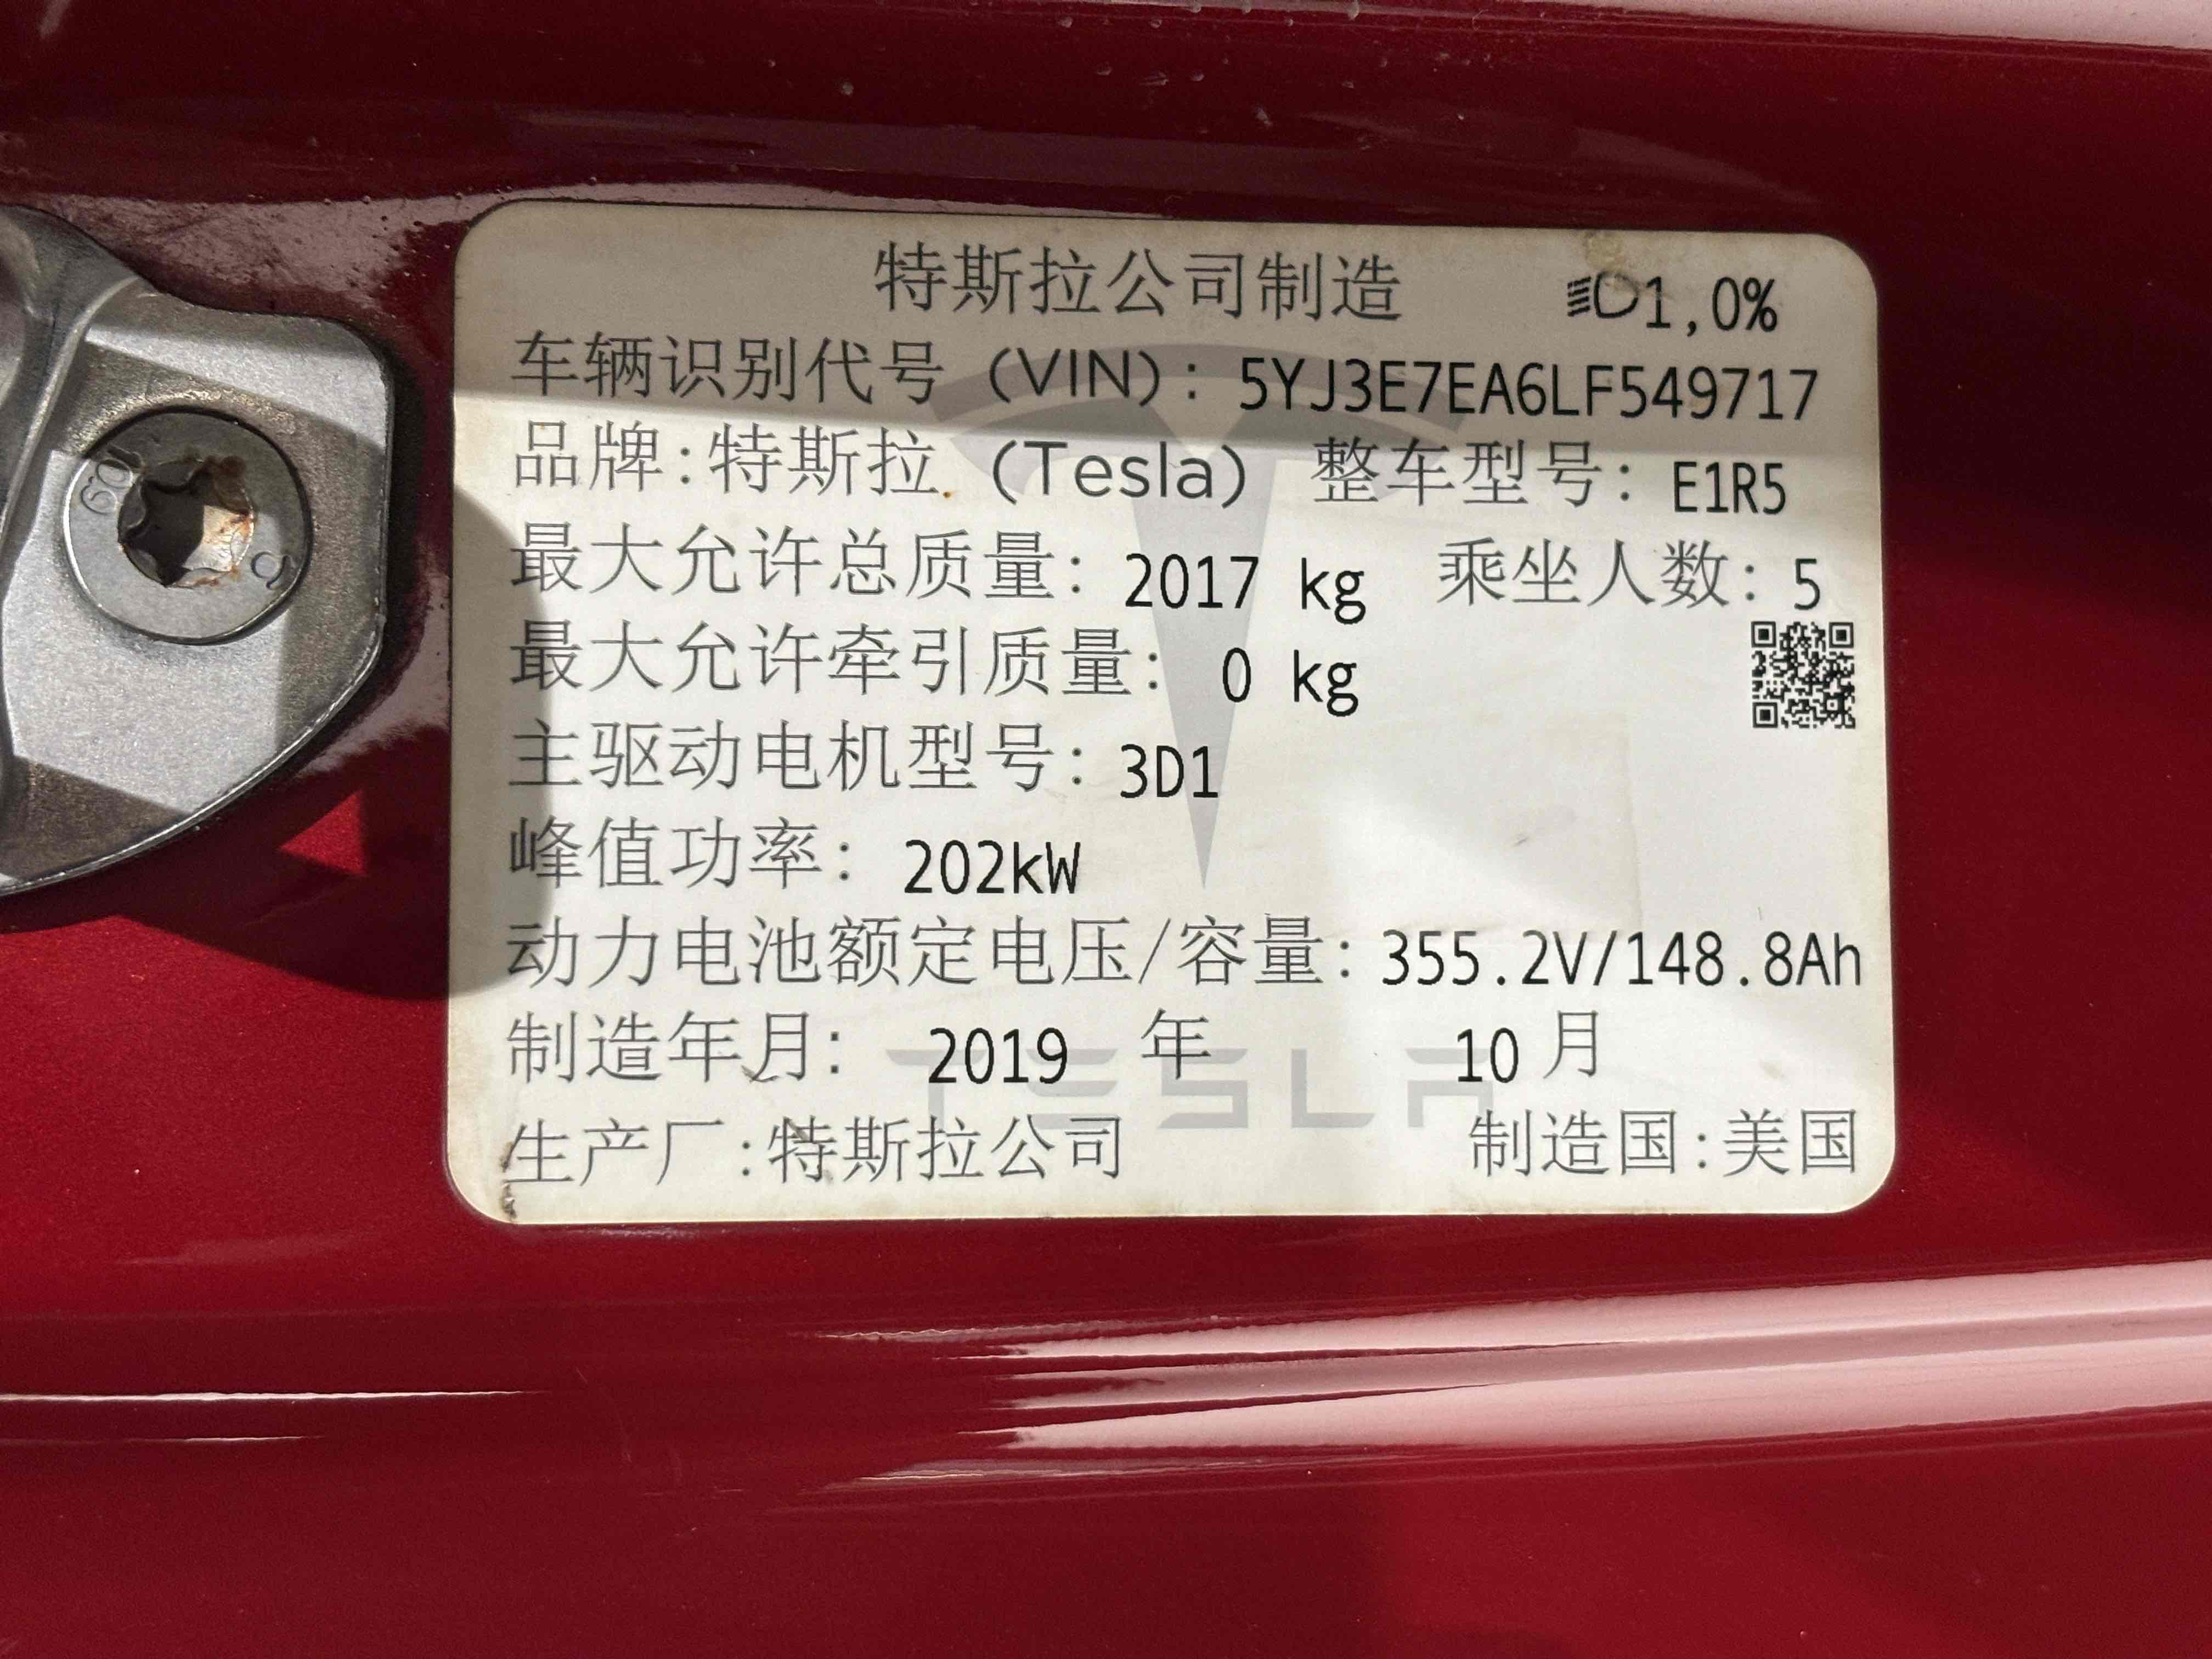 特斯拉公司制造 1,0%
车辆识别代号 (VIN): 5YJ3E7EA6LF549717
品牌:特斯拉 (Tesla) 整车型号: E1R5
最大允许总质量: 2017 kg 乘坐人数: 5
最大允许牵引质量: 0 kg
主驱动电机型号: 3D1
峰值功率: 202kW
动力电池额定电压/容量: 355.2V/148.8Ah
制造年月: 2019 年 10 月
TESLA
生产厂:特斯拉公司 制造国:美国
60